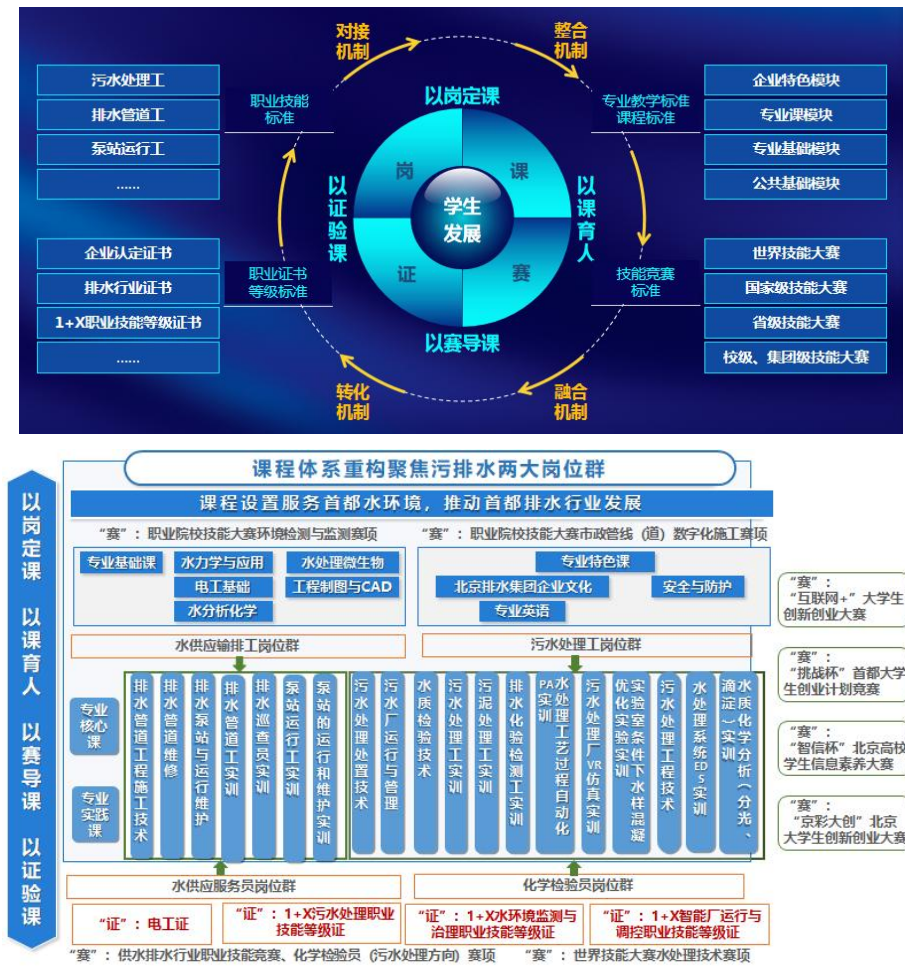 对接
机制
整合
机制
污水处理工
排水管道工
泵站运行工
......
职业技能
标准
以岗定课
专业教学标准
课程标准
企业特色模块
专业课模块
专业基础模块
公共基础模块
岗
课
以证验课
学生
发展
以课育人
证
赛
企业认定证书
排水行业证书
1+X职业技能等级证书
......
职业证书
等级标准
以赛导课
技能竞赛
标准
世界技能大赛
国家级技能大赛
省级技能大赛
校级、集团级技能大赛
转化
机制
融合
机制
以岗定课 以课育人 以赛导课 以证验课
课程体系重构聚焦污排水两大岗位群
课程设置服务首都水环境，推动首都排水行业发展
“赛”：职业院校技能大赛环境检测与监测赛项
“赛”：职业院校技能大赛市政管线（道）数字化施工赛项
专业基础课
水力学与应用
水处理微生物
电工基础
工程制图与CAD
水分析化学
专业特色课
北京排水集团企业文化
安全与防护
专业英语
水供应输排工岗位群
污水处理工岗位群
专业
核心
课
专业
实践
课
排水管道工程施工技术
排水管道维修
排水泵站与运行维护
排水管道工实训
排水巡查员实训
泵站运行工实训
泵站的运行和维护实训
污水处理处置技术
污水厂运行与管理
水质检验技术
污水处理工实训
污泥处理工实训
排水化验检测工实训
水处理工艺过程自动化
PA实训
污水处理厂VR仿真实训
实验室条件下水样混凝
优化实验实训
污水处理工程技术
水处理系统EDS实训
水质化学分析（分光、
滴淀）实训
“赛”：
“互联网+”大学生
创新创业大赛
“赛”：
“挑战杯”首都大学
生创业计划竞赛
“赛”：
“智信杯”北京高校
学生信息素养大赛
“赛”：
“京彩大创”北京
大学生创新创业大赛
水供应服务员岗位群
化学检验员岗位群
“证”：电工证
“证”：1+X污水处理职业
技能等级证
“证”：1+X水环境监测与
治理职业技能等级证
“证”：1+X智能厂运行与
调控职业技能等级证
“赛”：供水排水行业职业技能竞赛、化学检验员（污水处理方向）赛项
“赛”：世界技能大赛水处理技术赛项